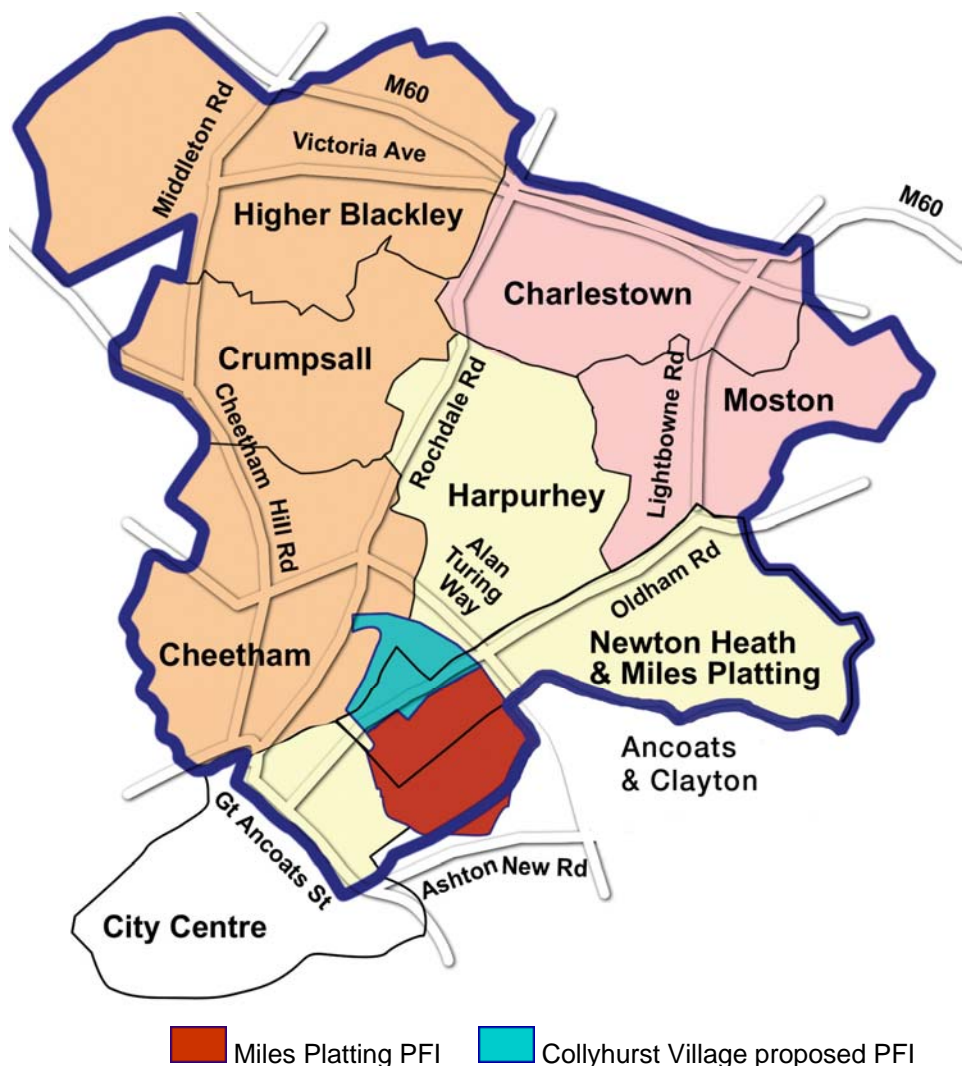 M60
Middleton Rd
Victoria Ave
M60
Higher Blackley
Charlestown
Crumpsall
Rochdale Rd
Lightbowne Rd
Moston
Cheetham
Hill Rd
Harpurhey
Alan
Turing
Way
Oldham Rd
Cheetham
Newton Heath
& Miles Platting
Ancoats
& Clayton
Gt Ancoats St
Ashton New Rd
City Centre
Miles Platting PFI
Collyhurst Village proposed PFI